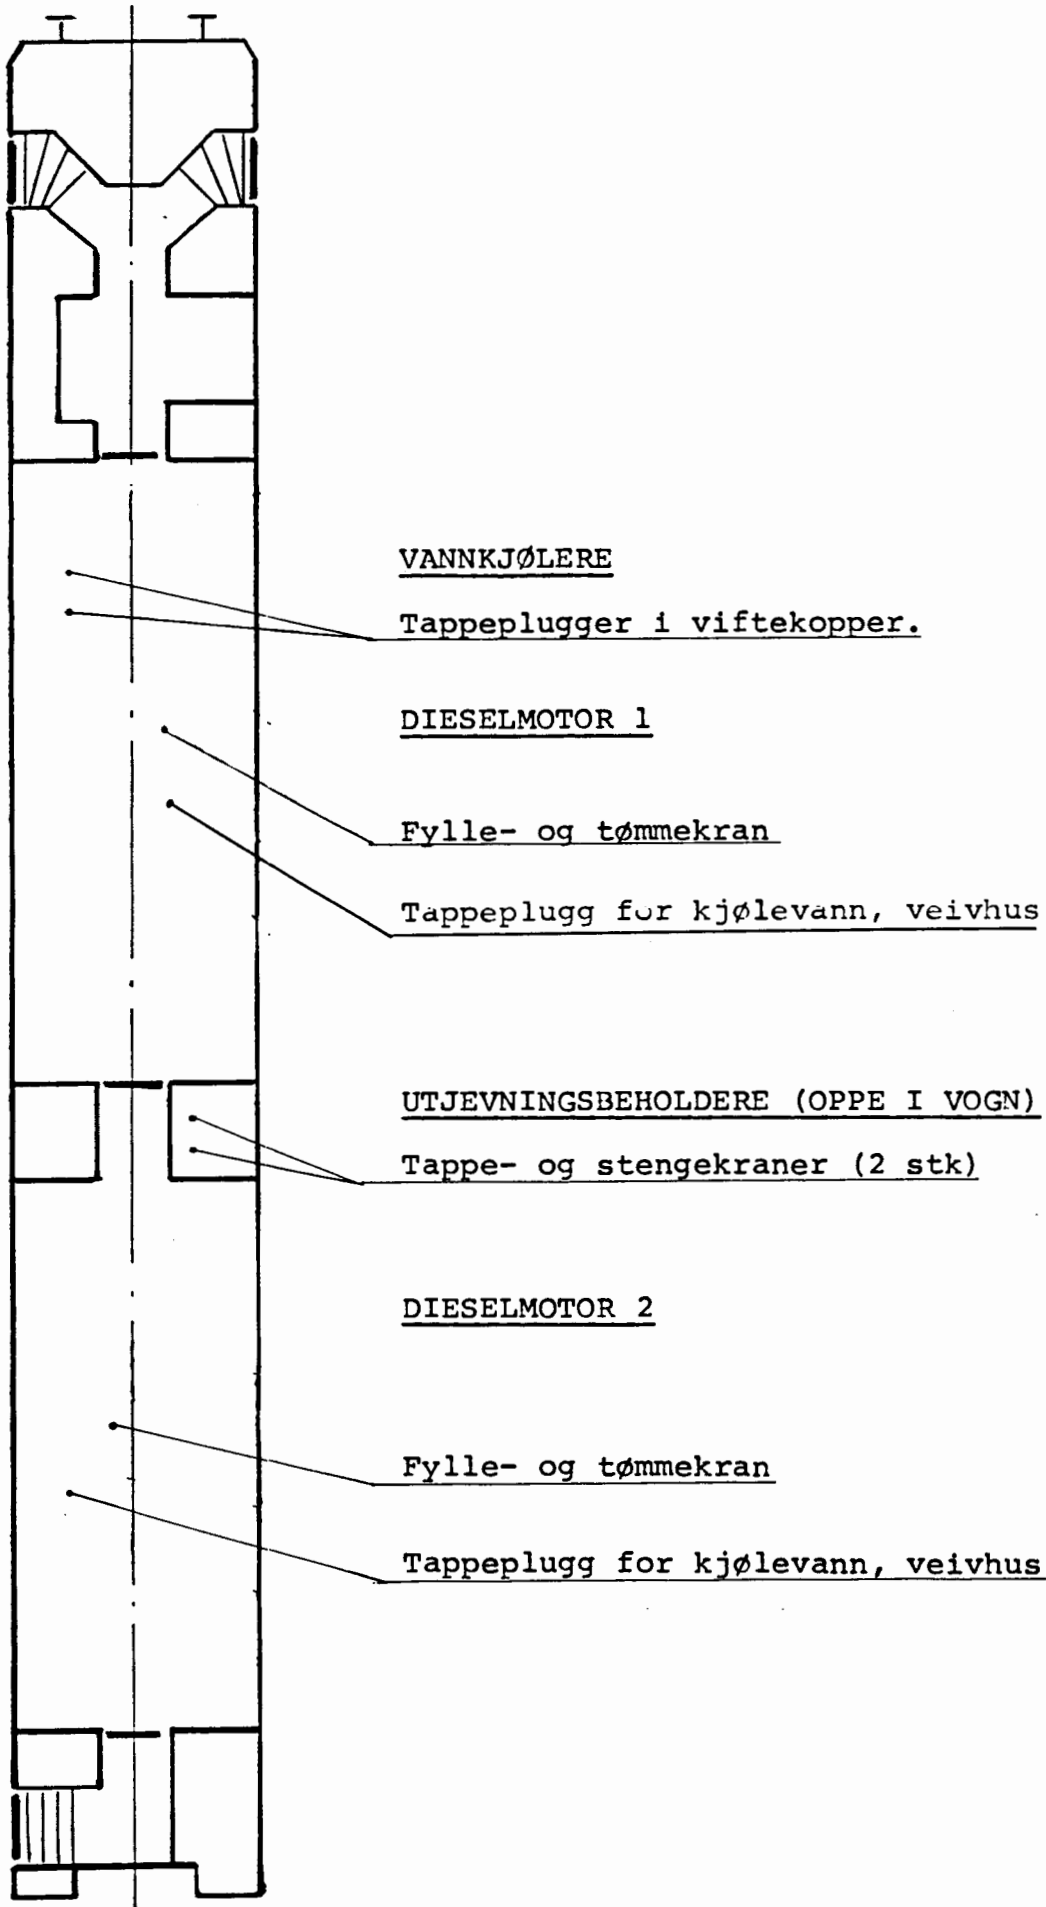 VANNKJØLERE
Tappeplugger i viftekopper.
DIESELMOTOR 1
Fylle- og tømmekran
Tappeplugg for kjølevann, veivhus
UTJEVNINGSBEHOLDERE (OPPE I VOGN)
Tappe- og stengekraner (2 stk)
DIESELMOTOR 2
Fylle- og tømmekran
Tappeplugg for kjølevann, veivhus